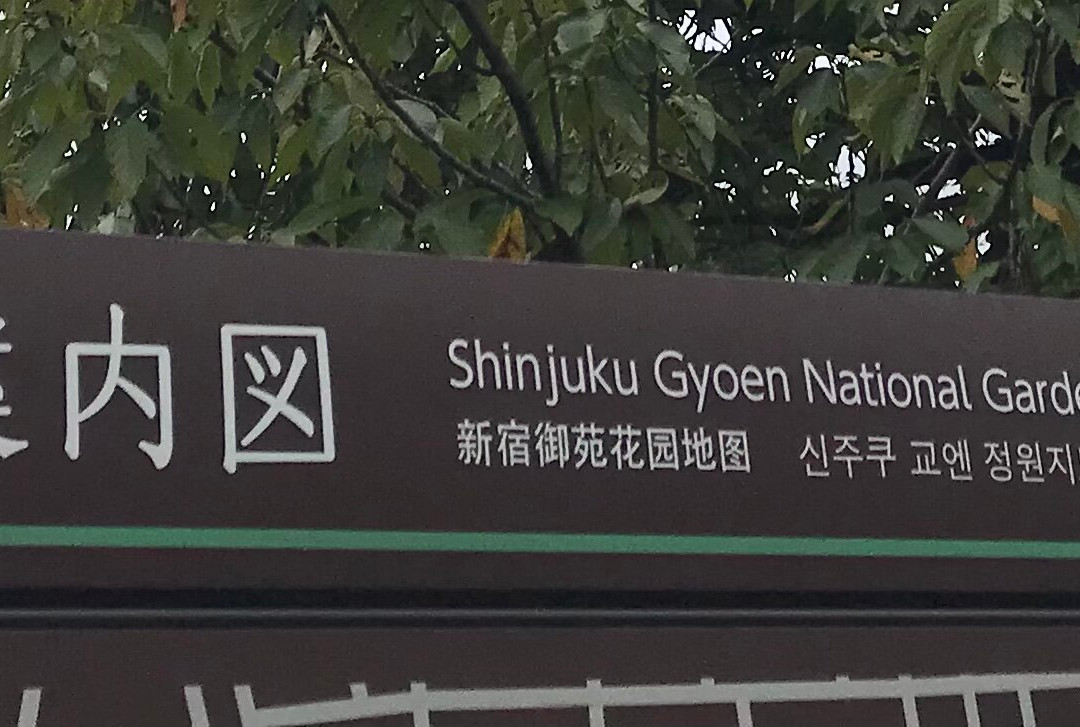 内図
Shinjuku Gyoen National Garde
新宿御苑花园地图 신주쿠 교엔 정원지